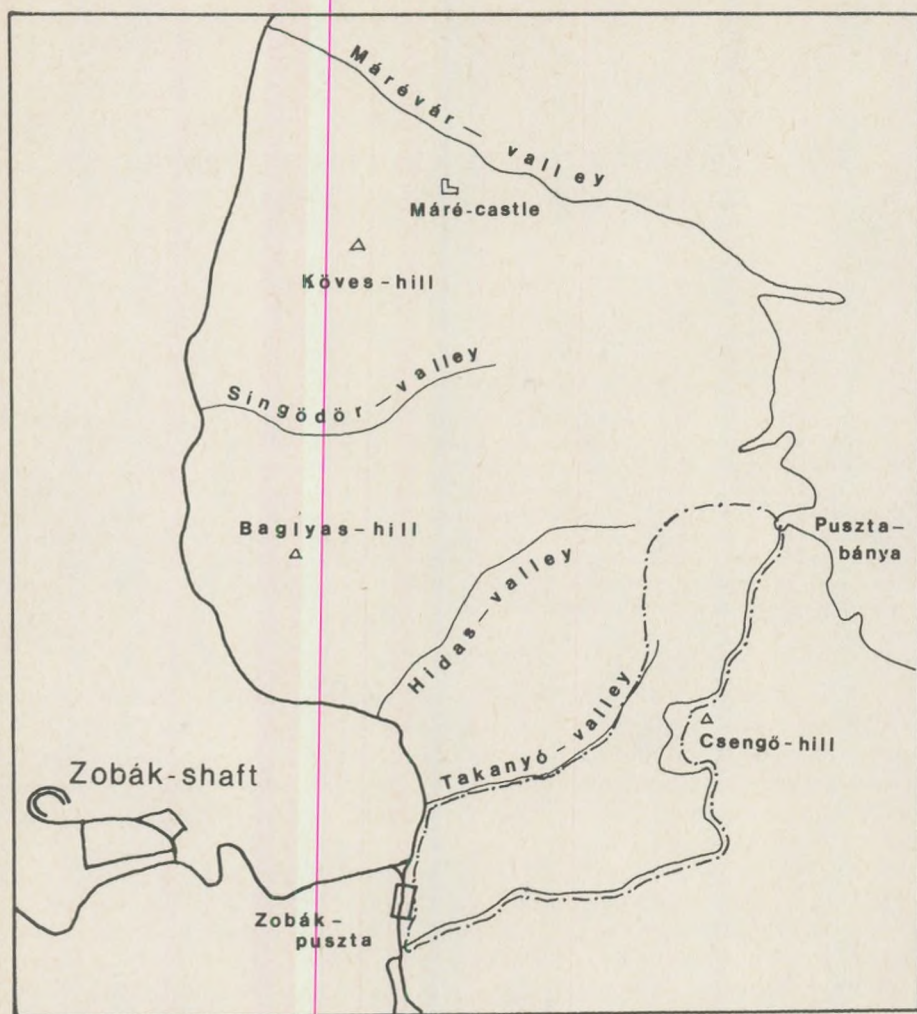 Márévár— valley
Máré-castle
Köves-hill
Singödör—valley
Baglyas-hill
Puszta-
bánya
Hidas-valley
Takanyó-valley
Csengő-hill
Zobák-shaft
Zobák-
puszta